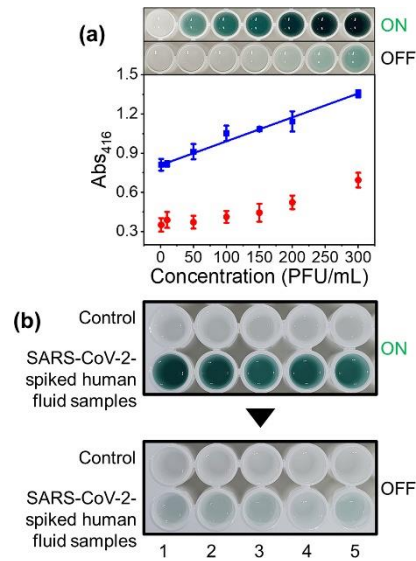 (a)
ON
OFF
1.5
1.2
0.9
0.6
0.3
Abs416
0 50 100 150 200 250 300
Concentration (PFU/mL)
(b)
Control
SARS-CoV-2-
spiked human
fluid samples
ON
Control
SARS-CoV-2-
spiked human
fluid samples
OFF
1 2 3 4 5